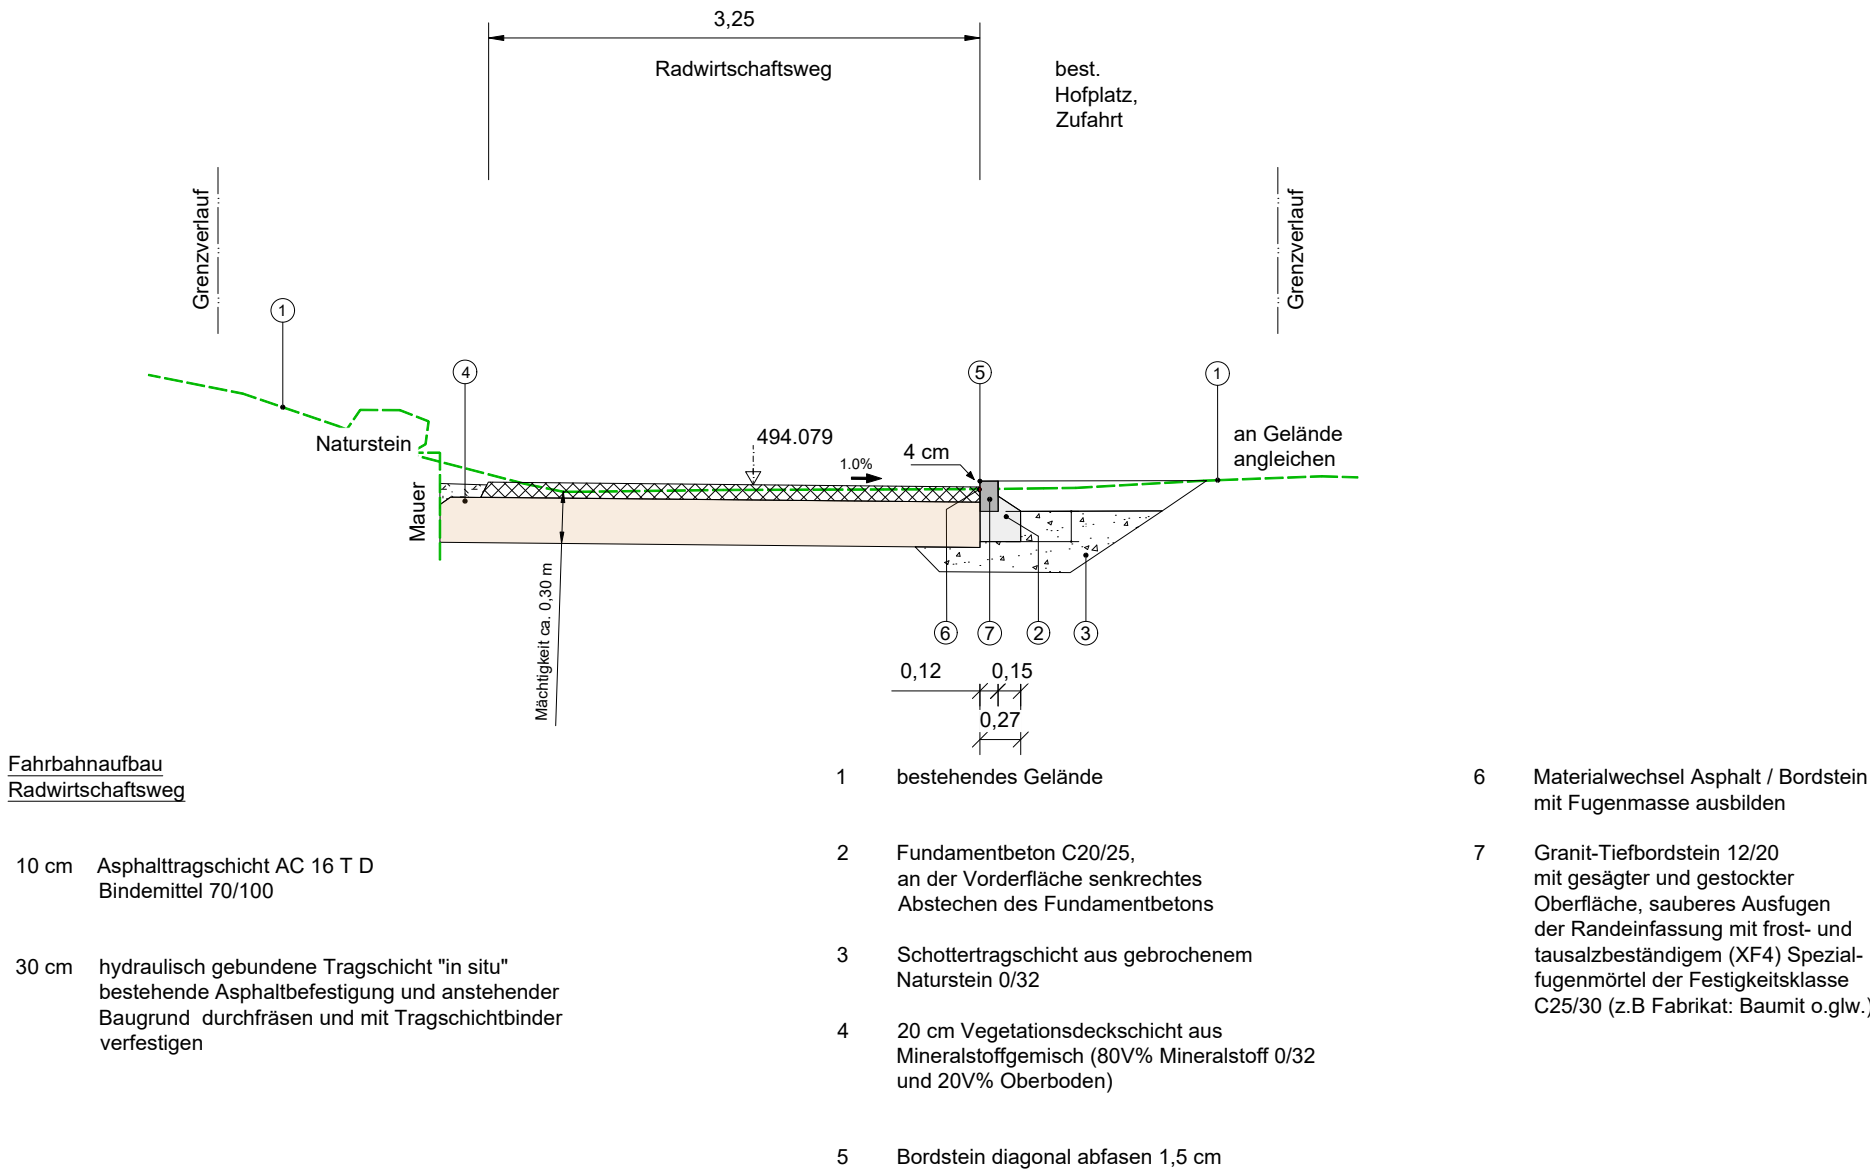 3,25
Radwirtschaftsweg
best.
Hofplatz,
Zufahrt
Grenzverlauf
Grenzverlauf
1
4
5
1
Naturstein
494.079
1.0%
4 cm
an Gelände
angleichen
Mauer
Mächtigkeit ca. 0,30 m
6
7
2
3
0,12
0,15
0,27
Fahrbahnaufbau
Radwirtschaftsweg
10 cm Asphalttragschicht AC 16 T D
Bindemittel 70/100
30 cm hydraulisch gebundene Tragschicht "in situ"
bestehende Asphaltbefestigung und anstehender
Baugrund durchfräsen und mit Tragschichtbinder
verfestigen
1 bestehendes Gelände
2 Fundamentbeton C20/25,
an der Vorderfläche senkrechtes
Abstechen des Fundamentbetons
3 Schottertragschicht aus gebrochenem
Naturstein 0/32
4 20 cm Vegetationsdeckschicht aus
Mineralstoffgemisch (80V% Mineralstoff 0/32
und 20V% Oberboden)
5 Bordstein diagonal abfasen 1,5 cm
6 Materialwechsel Asphalt / Bordstein
mit Fugenmasse ausbilden
7 Granit-Tiefbordstein 12/20
mit gesägter und gestockter
Oberfläche, sauberes Ausfugen
der Randeinfassung mit frost- und
tausalzbeständigem (XF4) Spezial-
fugenmörtel der Festigkeitsklasse
C25/30 (z.B Fabrikat: Baumit o.glw.)